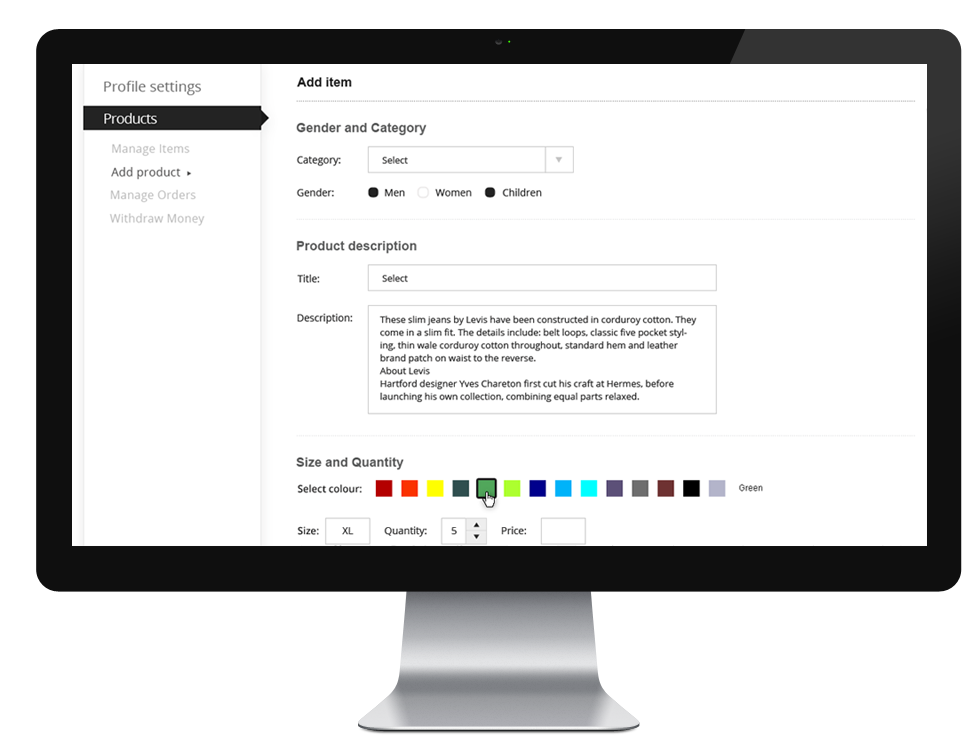 Profile settings
Products
Manage Items
Add product
Manage Orders
Withdraw Money
Add item
Gender and Category
Category: Select
Gender: Men Women Children
Product description
Title: Select
Description: These slim jeans by Levis have been constructed in corduroy cotton. They
come in a slim fit. The details include: belt loops, classic five pocket styl-
ing, thin wale corduroy cotton throughout, standard hem and leather
brand patch on waist to the reverse.
About Levis
Hartford designer Yves Chareton first cut his craft at Hermes, before
launching his own collection, combining equal parts relaxed.
Size and Quantity
Select colour: Green
Size: XL Quantity: 5 Price: